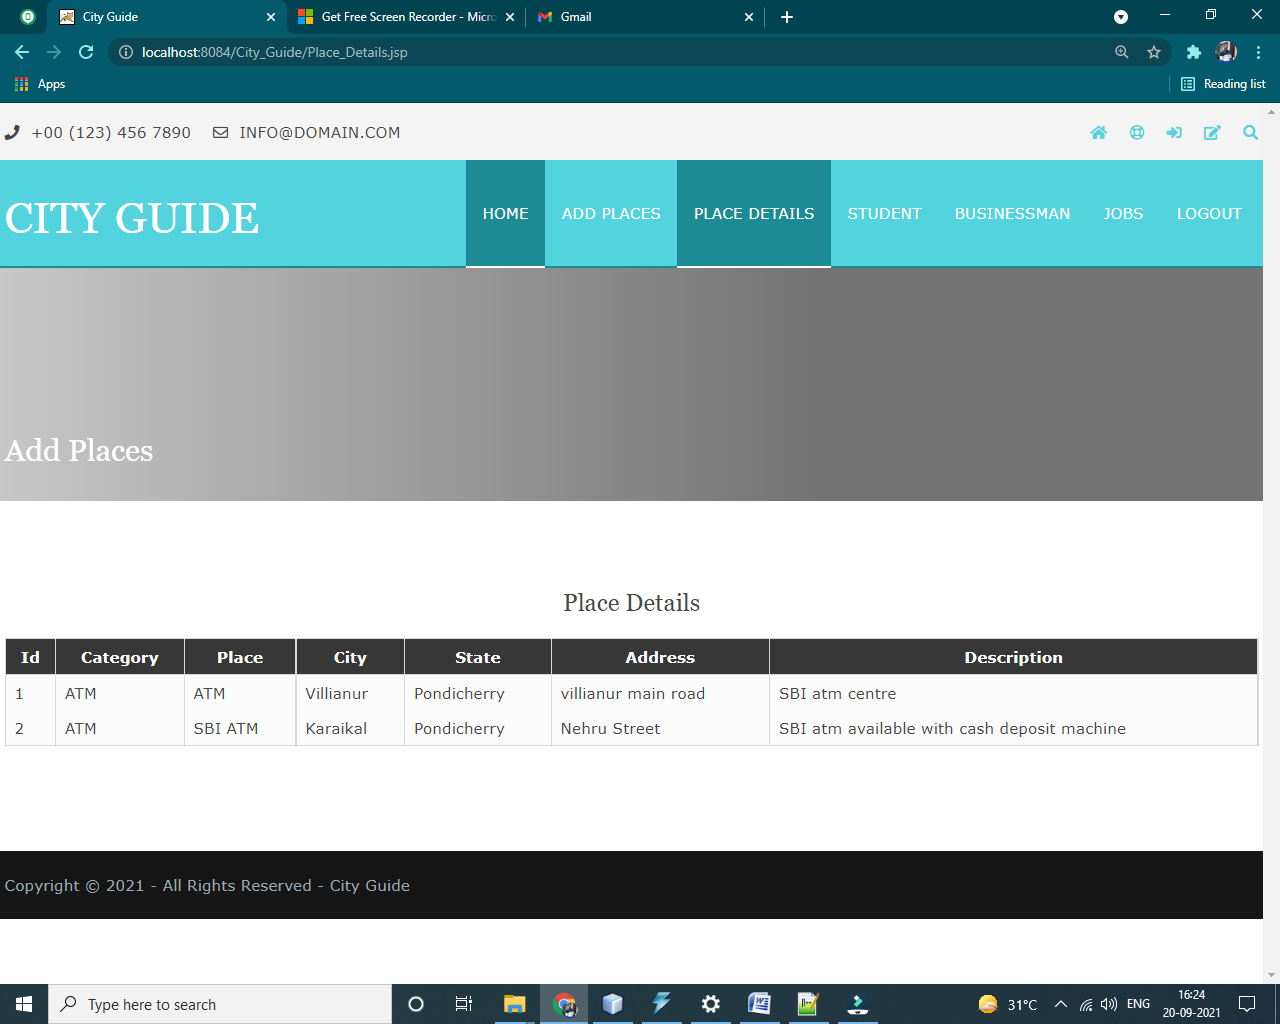 City Guide
Get Free Screen Recorder - Micro
Gmail
localhost:8084/City_Guide/Place_Details.jsp
Apps
Reading list
+00 (123) 456 7890 INFO@DOMAIN.COM
CITY GUIDE
HOME ADD PLACES PLACE DETAILS STUDENT BUSINESSMAN JOBS LOGOUT
Add Places
Place Details
Id Category Place City State Address Description
1 ATM ATM Villianur Pondicherry villianur main road SBI atm centre
2 ATM SBI ATM Karaikal Pondicherry Nehru Street SBI atm available with cash deposit machine
Copyright © 2021 - All Rights Reserved - City Guide
Type here to search
31°C
ENG
16:24
20-09-2021